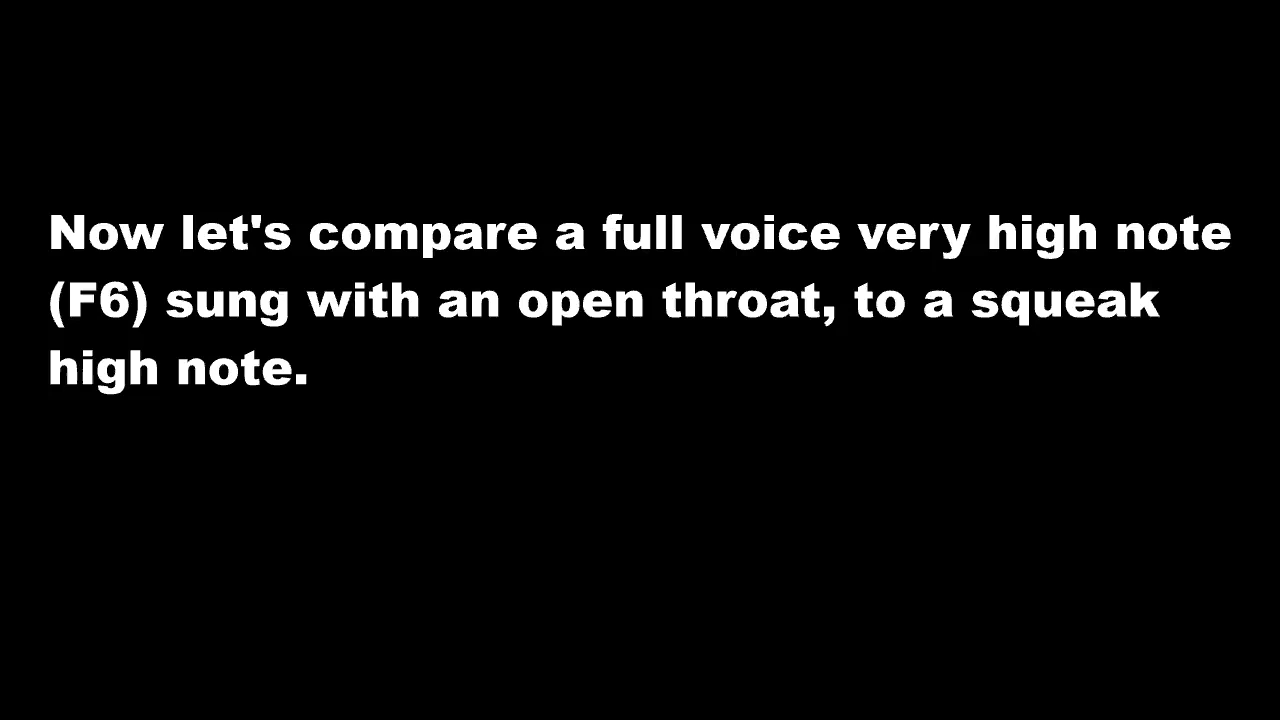 Now let's compare a full voice very high note
(F6) sung with an open throat, to a squeak
high note.